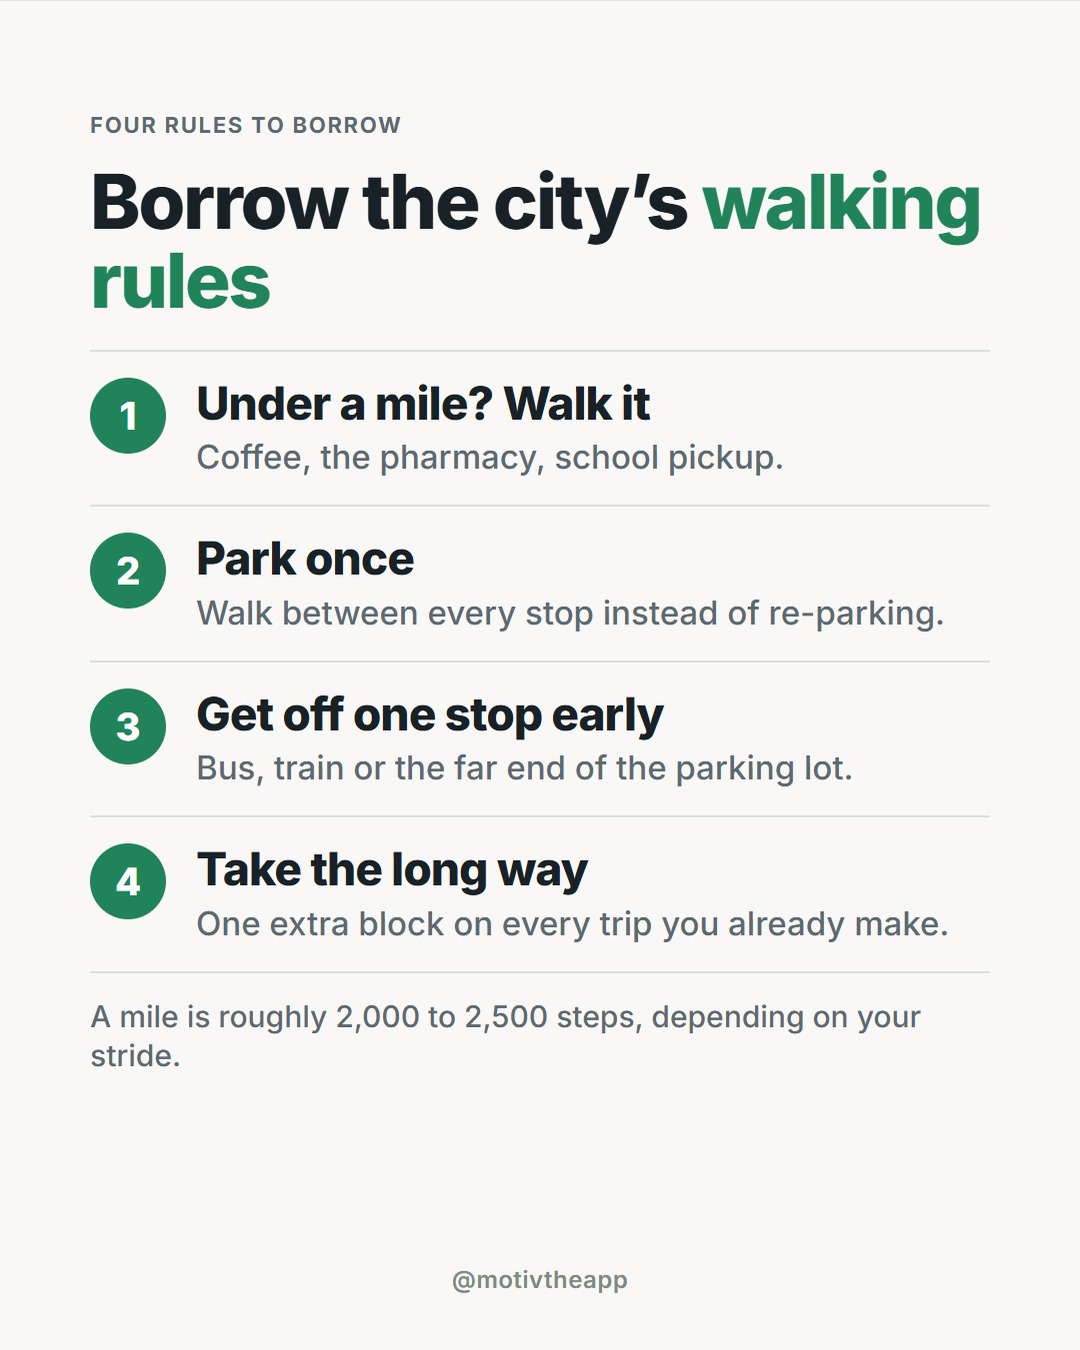 FOUR RULES TO BORROW
Borrow the city’s walking
rules
1
Under a mile? Walk it
Coffee, the pharmacy, school pickup.
2
Park once
Walk between every stop instead of re-parking.
3
Get off one stop early
Bus, train or the far end of the parking lot.
4
Take the long way
One extra block on every trip you already make.
A mile is roughly 2,000 to 2,500 steps, depending on your
stride.
@motivtheapp